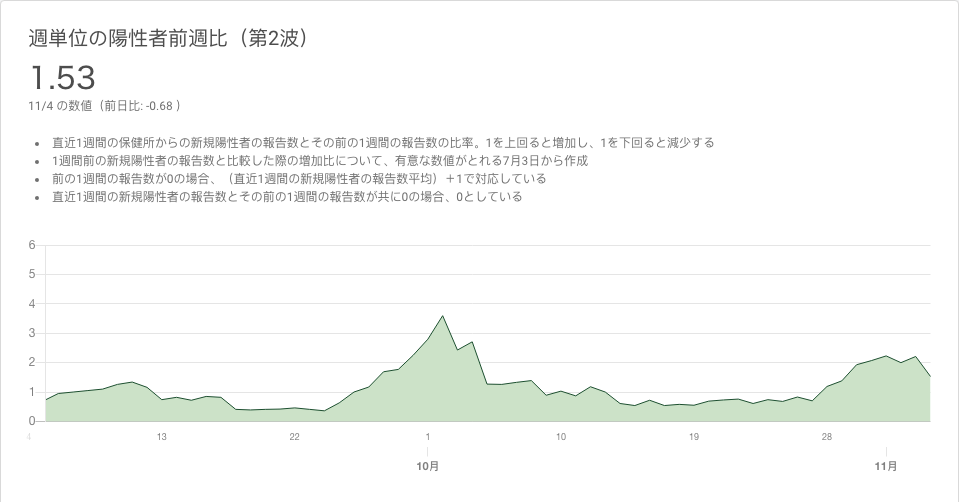 週単位の陽性者前週比（第2波）
1.53
11/4 の数値（前日比: -0.68 ）
• 直近1週間の保健所からの新規陽性者の報告数とその前の1週間の報告数の比率。1を上回ると増加し、1を下回ると減少する
• 1週間前の新規陽性者の報告数と比較した際の増加比について、有意な数値がとれる7月3日から作成
• 前の1週間の報告数が0の場合、（直近1週間の新規陽性者の報告数平均）＋1で対応している
• 直近1週間の新規陽性者の報告数とその前の1週間の報告数が共に0の場合、0としている
6
5
4
3
2
1
0
4 13 22 1 10 19 28
10月 11月